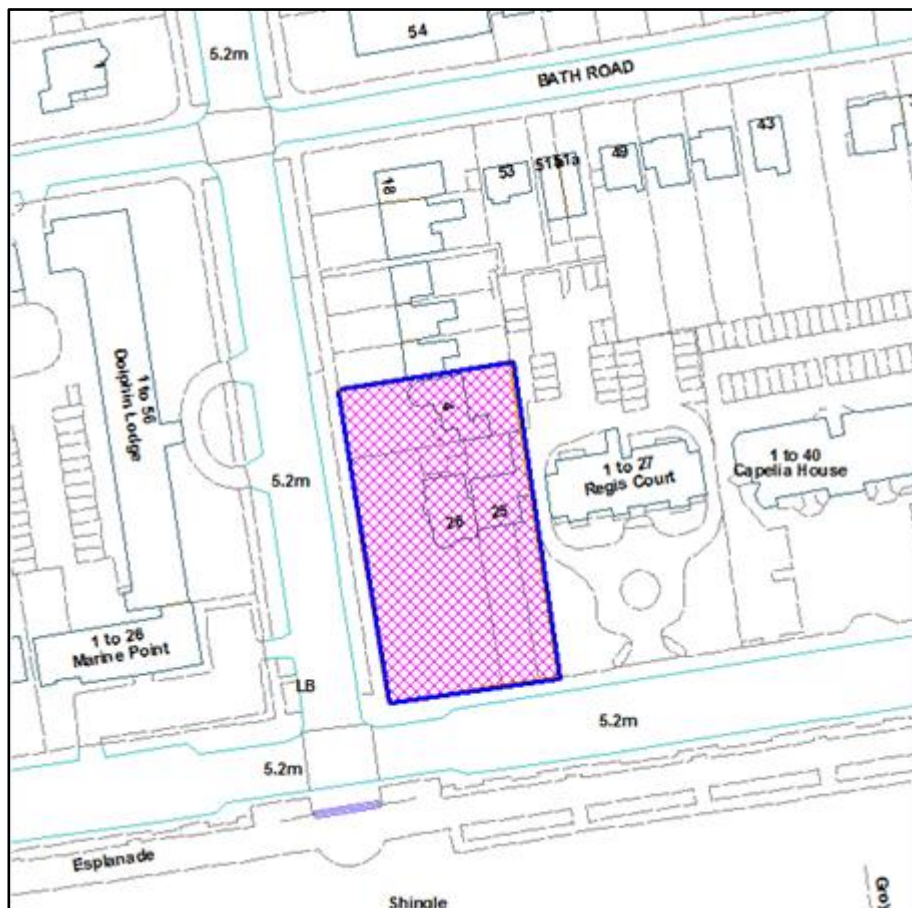 54
5.2m
BATH ROAD
43
49
51a
53
18
1 to 56
Dolphin Lodge
4
5.2m
1 to 27
Regis Court
1 to 40
Capelia House
26
25
1 to 26
Marine Point
LB
5.2m
5.2m
Esplanade
Shingle